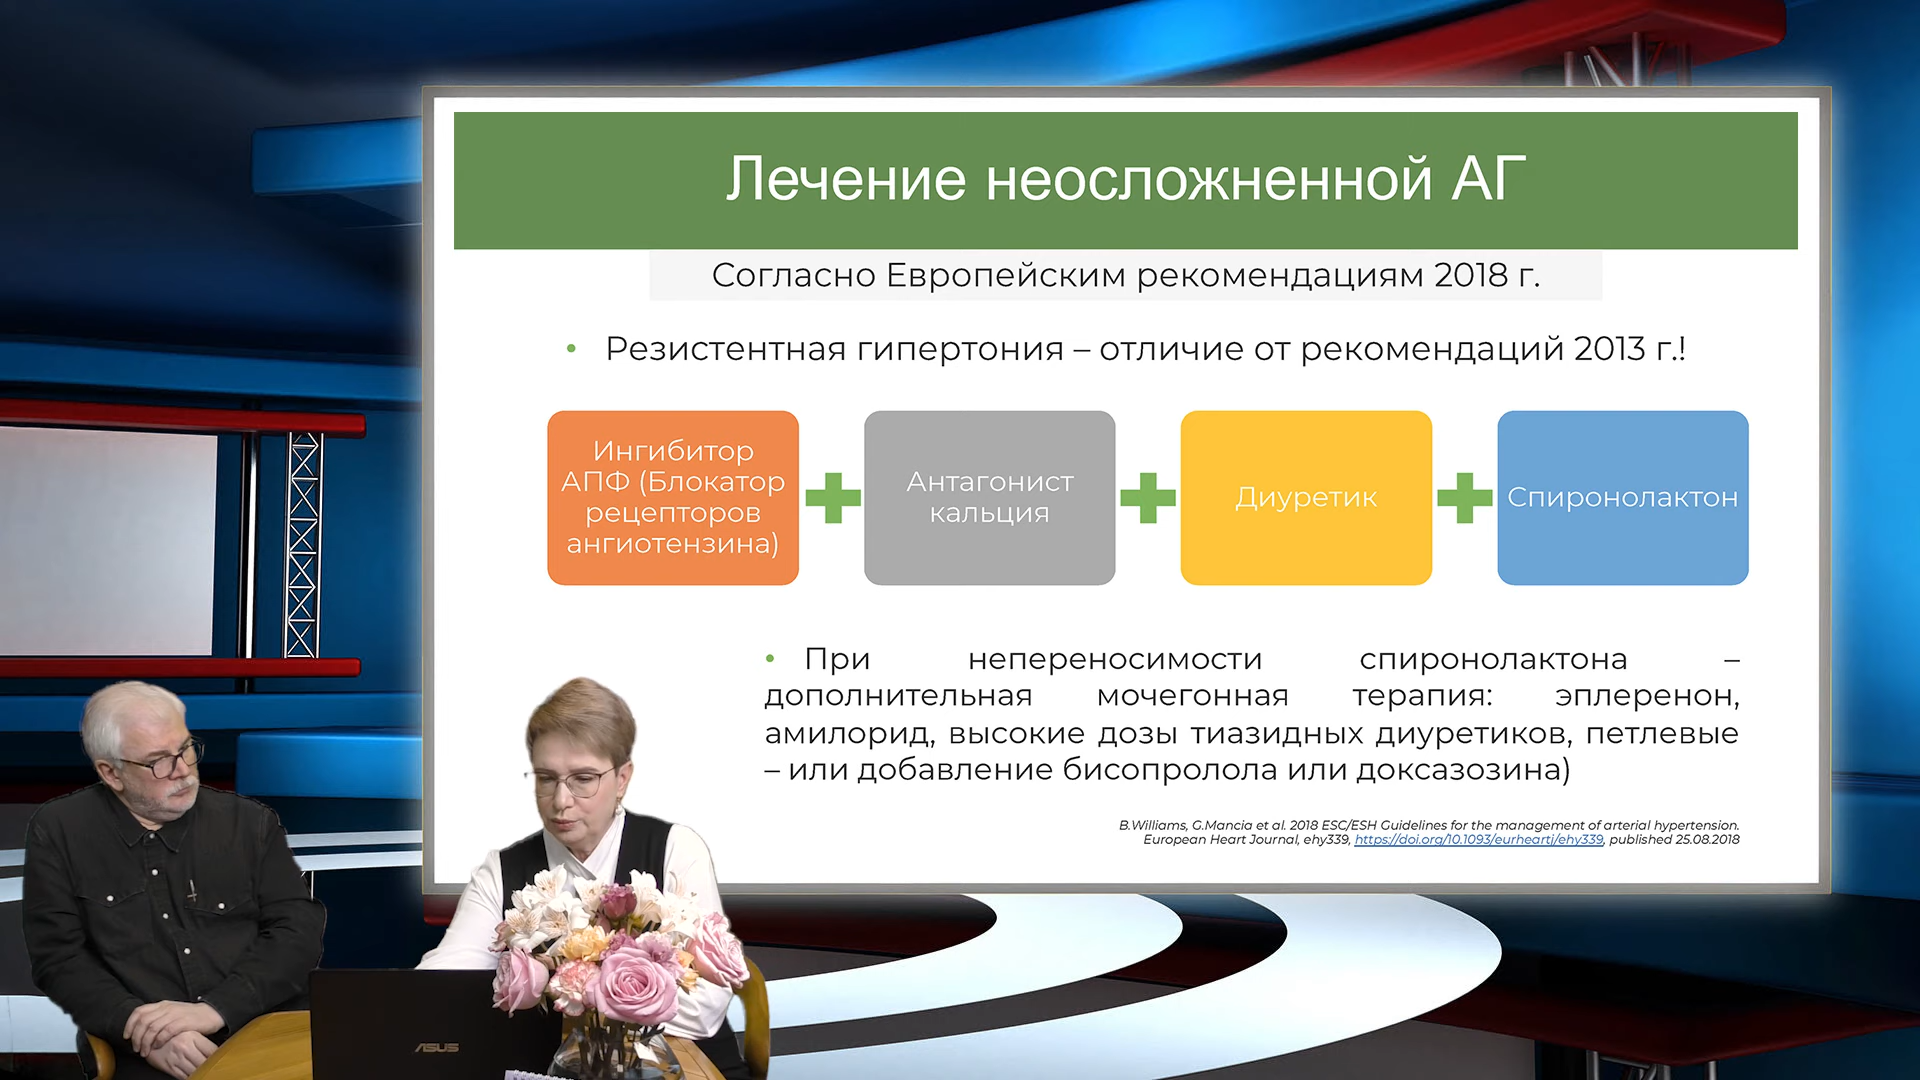 Лечение неосложненной АГ
Согласно Европейским рекомендациям 2018 г.
• Резистентная гипертония – отличие от рекомендаций 2013 г.!
Ингибитор
АПФ (Блокатор
рецепторов
ангиотензина)
Антагонист
кальция
Диуретик
Спиронолактон
• При непереносимости спиронолактона –
дополнительная мочегонная терапия: эплеренон,
амилорид, высокие дозы тиазидных диуретиков, петлевые
– или добавление бисопролола или доксазозина)
B.Williams, G.Mancia et al. 2018 ESC/ESH Guidelines for the management of arterial hypertension.
European Heart Journal, ehy339, https://doi.org/10.1093/eurheartj/ehy339, published 25.08.2018
ASUS